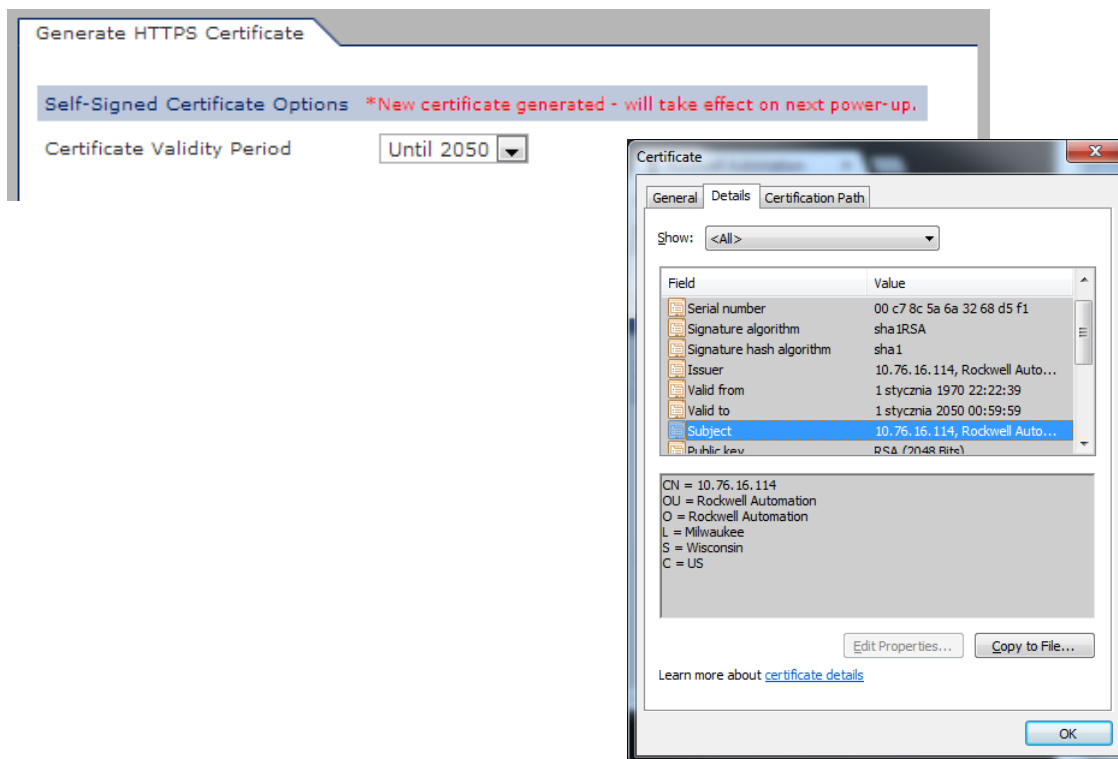 Generate HTTPS Certificate
Self-Signed Certificate Options *New certificate generated - will take effect on next power-up.
Certificate Validity Period Until 2050
Certificate
General Details Certification Path
Show: <All>
Field Value
Serial number 00 c7 8c 5a 6a 32 68 d5 f1
Signature algorithm sha1RSA
Signature hash algorithm sha1
Issuer 10.76.16.114, Rockwell Auto...
Valid from 1 stycznia 1970 22:22:39
Valid to 1 stycznia 2050 00:59:59
Subject 10.76.16.114, Rockwell Auto...
Public key RSA (2048 Bits)
CN = 10.76.16.114
OU = Rockwell Automation
O = Rockwell Automation
L = Milwaukee
S = Wisconsin
C = US
Edit Properties... Copy to File...
Learn more about certificate details
OK